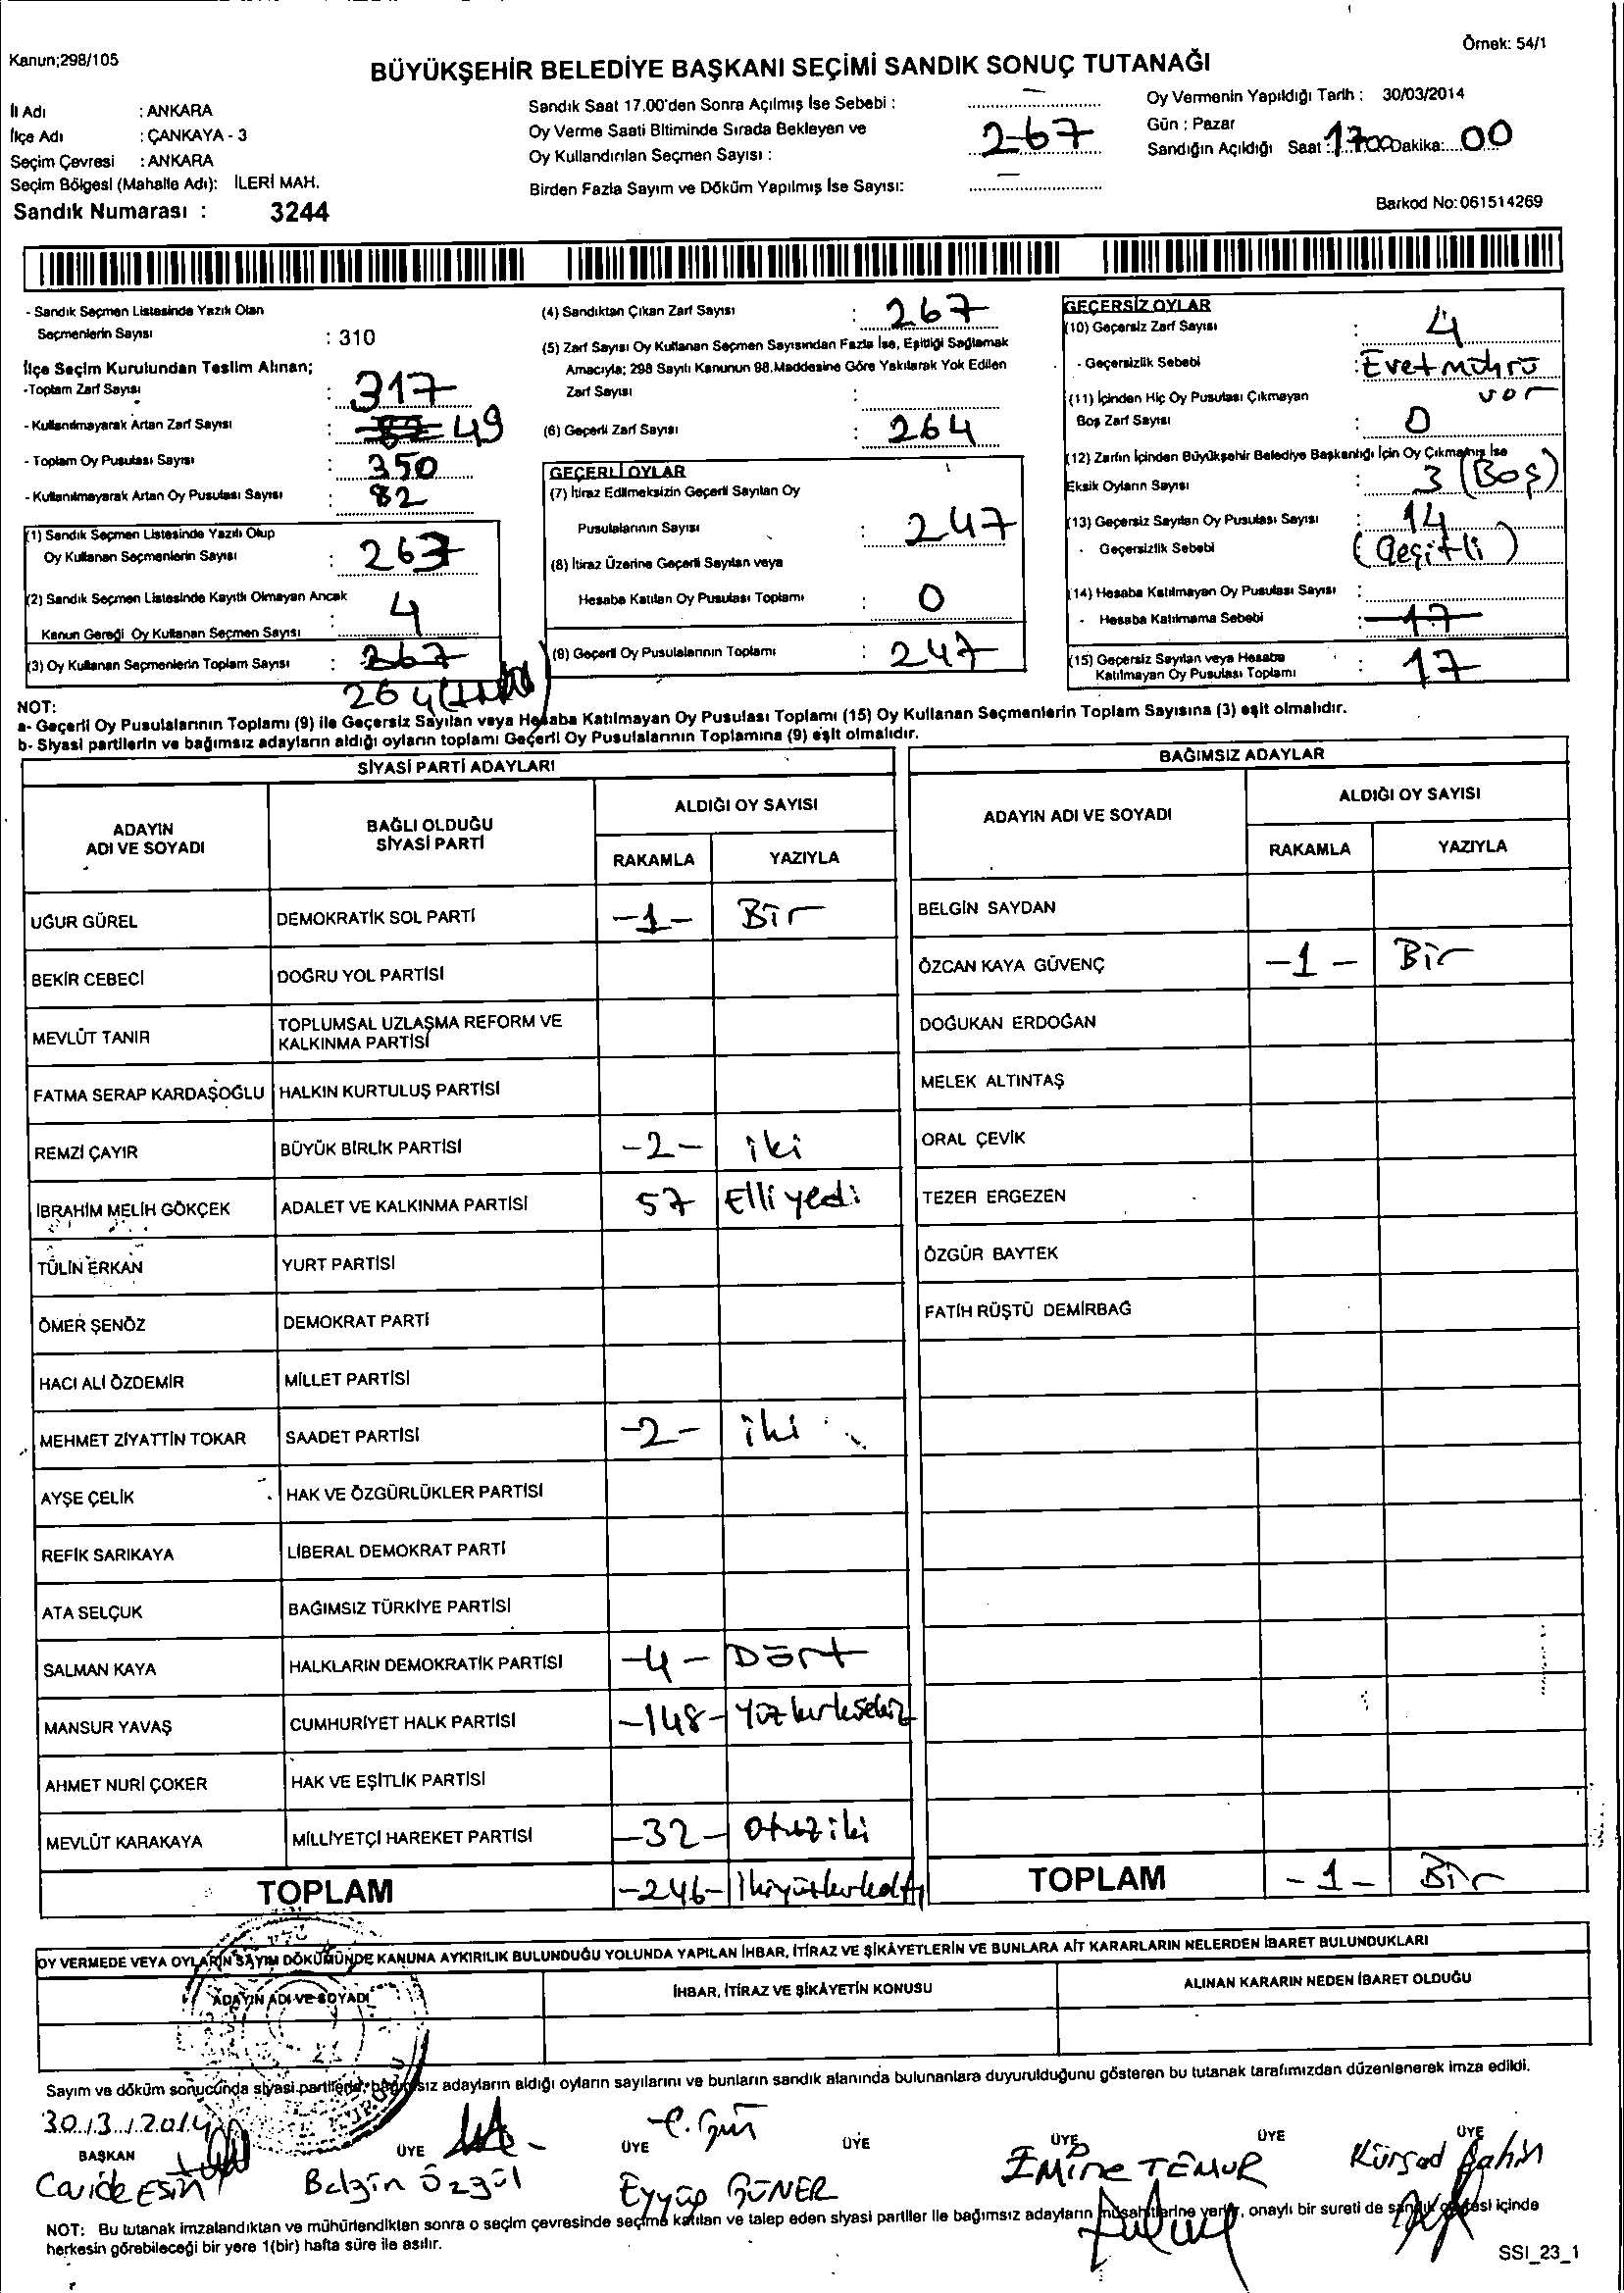 Örnek: 54/1
Kanun;298/105
BÜYÜKŞEHİR BELEDİYE BAŞKANI SEÇİMİ SANDIK SONUÇ TUTANAĞI
İl Adı : ANKARA
İlçe Adı : ÇANKAYA - 3
Seçim Çevresi : ANKARA
Seçim Bölgesi (Mahalle Adı): İLERİ MAH.
Sandık Numarası : 3244
Sandık Saat 17.00'den Sonra Açılmış İse Sebebi : —
Oy Verme Saati Bitiminde Sırada Bekleyen ve
Oy Kullandırılan Seçmen Sayısı : 267
Birden Fazla Sayım ve Döküm Yapılmış İse Sayısı: —
Oy Vermenin Yapıldığı Tarih : 30/03/2014
Gün : Pazar
Sandığın Açıldığı Saat : 1700 Dakika: 00
Barkod No: 061514269
- Sandık Seçmen Listesinde Yazılı Olan
Seçmenlerin Sayısı : 310
İlçe Seçim Kurulundan Teslim Alınan;
-Toplam Zarf Sayısı : 317
- Kullanılmayarak Artan Zarf Sayısı : 49
- Toplam Oy Pusulası Sayısı : 350
- Kullanılmayarak Artan Oy Pusulası Sayısı : 82
(1) Sandık Seçmen Listesinde Yazılı Olup
Oy Kullanan Seçmenlerin Sayısı : 263
(2) Sandık Seçmen Listesinde Kayıtlı Olmayan Ancak
Kanun Gereği Oy Kullanan Seçmen Sayısı : 4
(3) Oy Kullanan Seçmenlerin Toplam Sayısı : 267
264
(4) Sandıktan Çıkan Zarf Sayısı : 267
(5) Zarf Sayısı Oy Kullanan Seçmen Sayısından Fazla İse, Eşitliği Sağlamak
Amacıyla; 298 Sayılı Kanunun 98.Maddesine Göre Yakılarak Yok Edilen
Zarf Sayısı :
(6) Geçerli Zarf Sayısı : 264
GEÇERLİ OYLAR
(7) İtiraz Edilmeksizin Geçerli Sayılan Oy
Pusulalarının Sayısı : 247
(8) İtiraz Üzerine Geçerli Sayılan veya
Hesaba Katılan Oy Pusulası Toplamı : 0
(9) Geçerli Oy Pusulalarının Toplamı : 247
GEÇERSİZ OYLAR
(10) Geçersiz Zarf Sayısı : 4
- Geçersizlik Sebebi : Evet mührü
var
(11) İçinden Hiç Oy Pusulası Çıkmayan
Boş Zarf Sayısı : 0
(12) Zarfın İçinden Büyükşehir Belediye Başkanlığı İçin Oy Çıkmamış İse
Eksik Oyların Sayısı : 3 (Boş)
(13) Geçersiz Sayılan Oy Pusulası Sayısı : 14
- Geçersizlik Sebebi (Çeşitli)
(14) Hesaba Katılmayan Oy Pusulası Sayısı :
- Hesaba Katılmama Sebebi : 17
(15) Geçersiz Sayılan veya Hesaba
Katılmayan Oy Pusulası Toplamı : 17
NOT:
a- Geçerli Oy Pusulalarının Toplamı (9) ile Geçersiz Sayılan veya Hesaba Katılmayan Oy Pusulası Toplamı (15) Oy Kullanan Seçmenlerin Toplam Sayısına (3) eşit olmalıdır.
b- Siyasi partilerin ve bağımsız adayların aldığı oyların toplamı Geçerli Oy Pusulalarının Toplamına (9) eşit olmalıdır.
SİYASİ PARTİ ADAYLARI
ADAYIN
ADI VE SOYADI
BAĞLI OLDUĞU
SİYASİ PARTİ
ALDIĞI OY SAYISI
RAKAMLA YAZIYLA
UĞUR GÜREL DEMOKRATİK SOL PARTİ -1- Bir
BEKİR CEBECİ DOĞRU YOL PARTİSİ
MEVLÜT TANIR TOPLUMSAL UZLAŞMA REFORM VE
KALKINMA PARTİSİ
FATMA SERAP KARDAŞOĞLU HALKIN KURTULUŞ PARTİSİ
REMZİ ÇAYIR BÜYÜK BİRLİK PARTİSİ -2- iki
İBRAHİM MELİH GÖKÇEK ADALET VE KALKINMA PARTİSİ 57 Elli yedi
TÜLİN ERKAN YURT PARTİSİ
ÖMER ŞENÖZ DEMOKRAT PARTİ
HACI ALİ ÖZDEMİR MİLLET PARTİSİ
MEHMET ZİYATTİN TOKAR SAADET PARTİSİ -2- iki
AYŞE ÇELİK HAK VE ÖZGÜRLÜKLER PARTİSİ
REFİK SARIKAYA LİBERAL DEMOKRAT PARTİ
ATA SELÇUK BAĞIMSIZ TÜRKİYE PARTİSİ
SALMAN KAYA HALKLARIN DEMOKRATİK PARTİSİ -4- Dört
MANSUR YAVAŞ CUMHURİYET HALK PARTİSİ -148- Yüz kırksekiz
AHMET NURİ ÇOKER HAK VE EŞİTLİK PARTİSİ
MEVLÜT KARAKAYA MİLLİYETÇİ HAREKET PARTİSİ -32- Otuz iki
TOPLAM -246- İkiyüzkırkaltı
BAĞIMSIZ ADAYLAR
ADAYIN ADI VE SOYADI
ALDIĞI OY SAYISI
RAKAMLA YAZIYLA
BELGİN SAYDAN
ÖZCAN KAYA GÜVENÇ -1- Bir
DOĞUKAN ERDOĞAN
MELEK ALTINTAŞ
ORAL ÇEVİK
TEZER ERGEZEN
ÖZGÜR BAYTEK
FATİH RÜŞTÜ DEMİRBAĞ
TOPLAM -1- Bir
OY VERMEDE VEYA OYLARIN SAYIM DÖKÜMÜNDE KANUNA AYKIRILIK BULUNDUĞU YOLUNDA YAPILAN İHBAR, İTİRAZ VE ŞİKÂYETLERİN VE BUNLARA AİT KARARLARIN NELERDEN İBARET BULUNDUKLARI
ADAYIN ADI VE SOYADI İHBAR, İTİRAZ VE ŞİKÂYETİN KONUSU ALINAN KARARIN NEDEN İBARET OLDUĞU
Sayım ve döküm sonucunda siyasi partilerle, bağımsız adayların aldığı oyların sayılarını ve bunların sandık alanında bulunanlara duyurulduğunu gösteren bu tutanak tarafımızdan düzenlenerek imza edildi.
30/3/2014
BAŞKAN ÜYE ÜYE ÜYE ÜYE ÜYE ÜYE
Cavide ESİN Belgin Özgül Eyyüp GÜNER Emine TEMUR Kürşad Şahin
NOT: Bu tutanak imzalandıktan ve mühürlendikten sonra o seçim çevresinde seçime katılan ve talep eden siyasi partiler ile bağımsız adayların müşahitlerine verilir, onaylı bir sureti de sandık çevresi içinde
herkesin görebileceği bir yere 1(bir) hafta süre ile asılır.
SSI_23_1